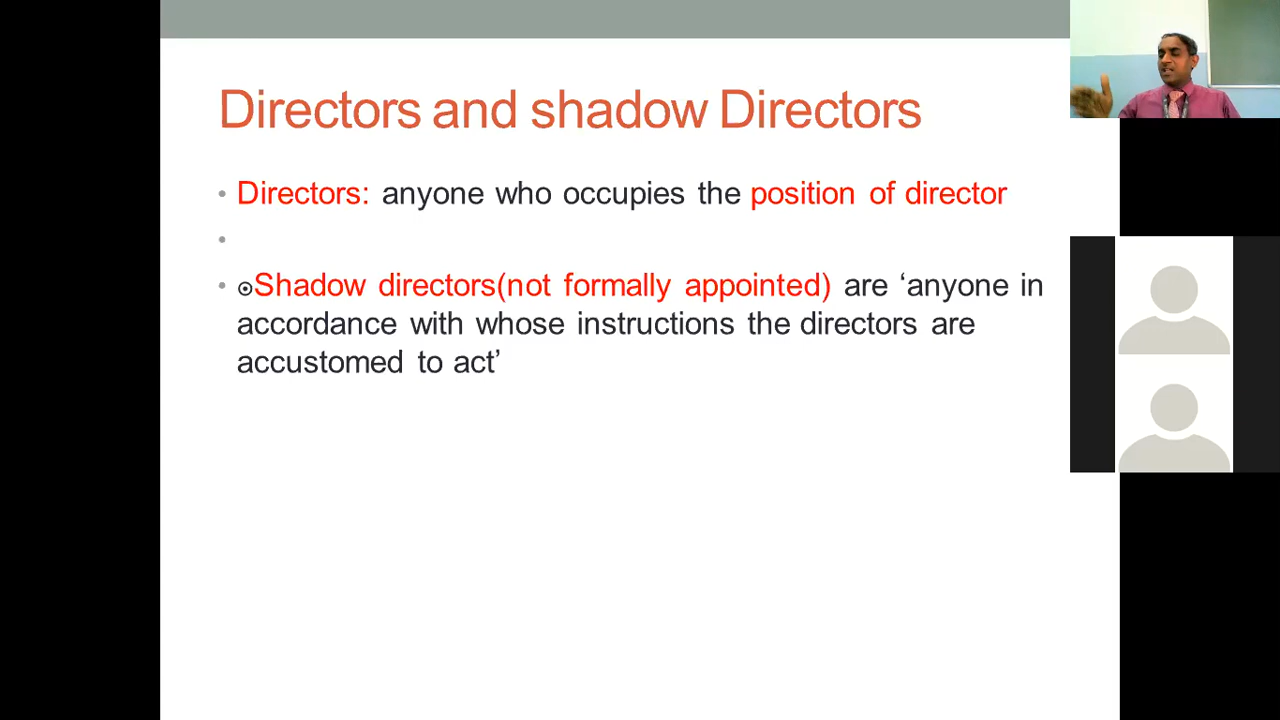 Directors and shadow Directors
• Directors: anyone who occupies the position of director
•
• ⊙Shadow directors(not formally appointed) are ‘anyone in
accordance with whose instructions the directors are
accustomed to act’